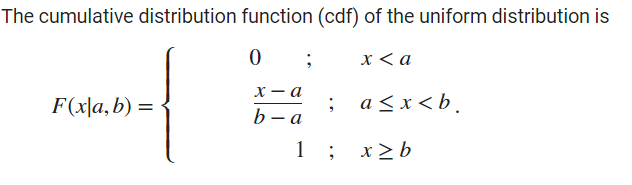 The cumulative distribution function (cdf) of the uniform distribution is
0 ; x < a
F(x|a, b) = { x − a / b − a ; a ≤ x < b .
1 ; x ≥ b